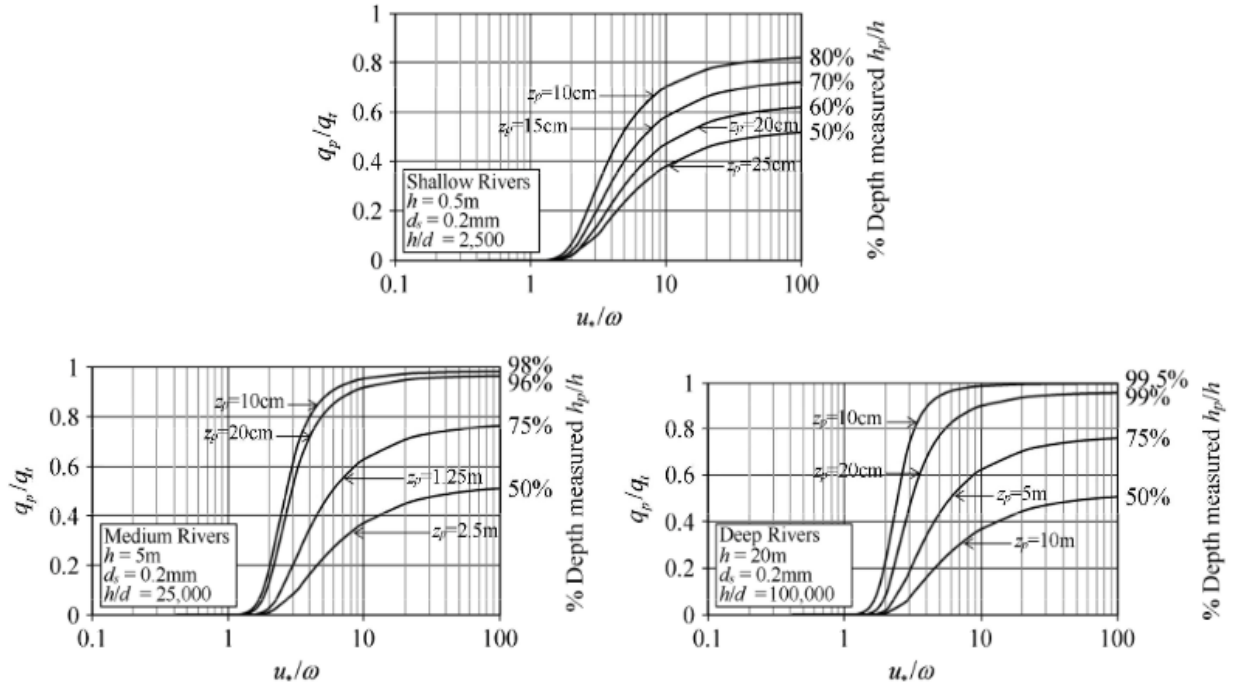 1
0.8
0.6
0.4
0.2
0
q_p/q_t
z_p=10cm
z_p=15cm
z_p=20cm
z_p=25cm
80%
70%
60%
50%
% Depth measured h_p/h
Shallow Rivers
h = 0.5m
d_s = 0.2mm
h/d = 2,500
0.1 1 10 100
u_*/ω
1
0.8
0.6
0.4
0.2
0
q_p/q_t
z_p=10cm
z_p=20cm
z_p=1.25m
z_p=2.5m
98%
96%
75%
50%
% Depth measured h_p/h
Medium Rivers
h = 5m
d_s = 0.2mm
h/d = 25,000
0.1 1 10 100
u_*/ω
1
0.8
0.6
0.4
0.2
0
q_p/q_t
z_p=10cm
z_p=20cm
z_p=5m
z_p=10m
99.5%
99%
75%
50%
% Depth measured h_p/h
Deep Rivers
h = 20m
d_s = 0.2mm
h/d =100,000
0.1 1 10 100
u_*/ω